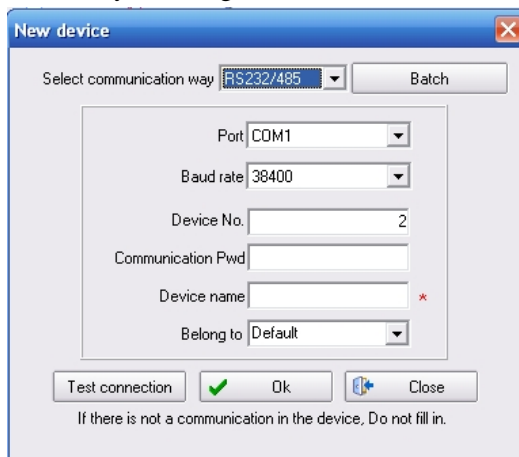 New device
Select communication way RS232/485 Batch
Port COM1
Baud rate 38400
Device No. 2
Communication Pwd
Device name *
Belong to Default
Test connection Ok Close
If there is not a communication in the device, Do not fill in.